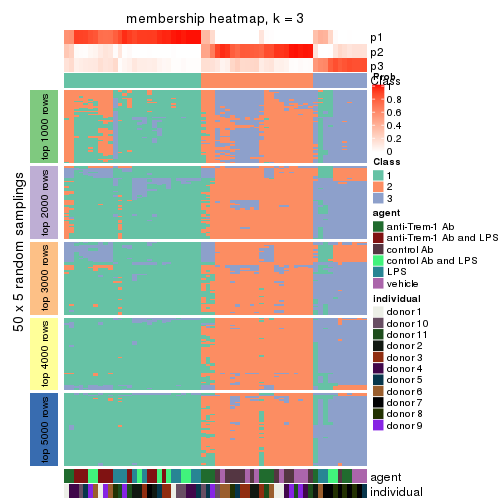 membership heatmap, k = 3
p1
p2
p3
Prob
Class
0.8
0.6
0.4
0.2
0
Class
1
2
3
agent
anti-Trem-1 Ab
anti-Trem-1 Ab and LPS
control Ab
control Ab and LPS
LPS
vehicle
individual
donor 1
donor 10
donor 11
donor 2
donor 3
donor 4
donor 5
donor 6
donor 7
donor 8
donor 9
50 x 5 random samplings
top 1000 rows
top 2000 rows
top 3000 rows
top 4000 rows
top 5000 rows
agent
individual